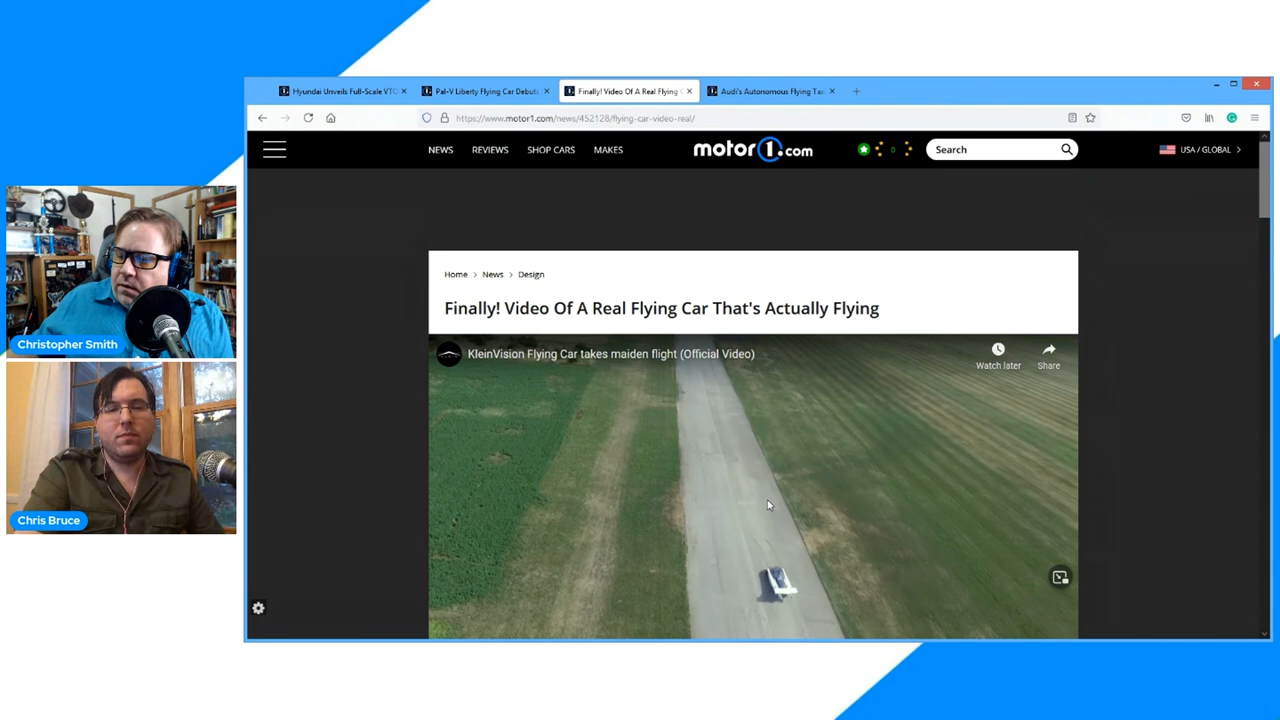 Hyundai Unveils Full-Scale VTO
Pal-V Liberty Flying Car Debuts
Finally! Video Of A Real Flying C
Audi's Autonomous Flying Tax
https://www.motor1.com/news/452128/flying-car-video-real/
NEWS
REVIEWS
SHOP CARS
MAKES
motor1.com
0
Search
USA / GLOBAL
Home > News > Design
Finally! Video Of A Real Flying Car That's Actually Flying
KleinVision Flying Car takes maiden flight (Official Video)
Watch later
Share
Christopher Smith
Chris Bruce